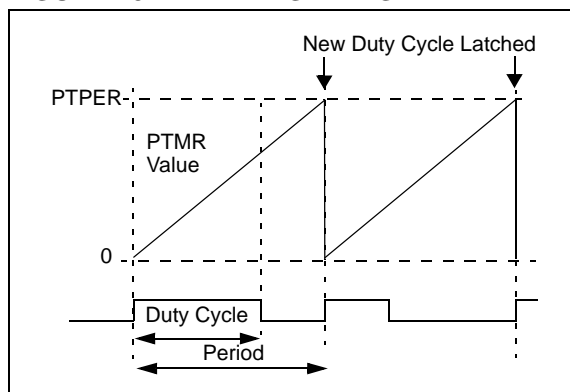 New Duty Cycle Latched
PTPER
PTMR
Value
0
Duty Cycle
Period